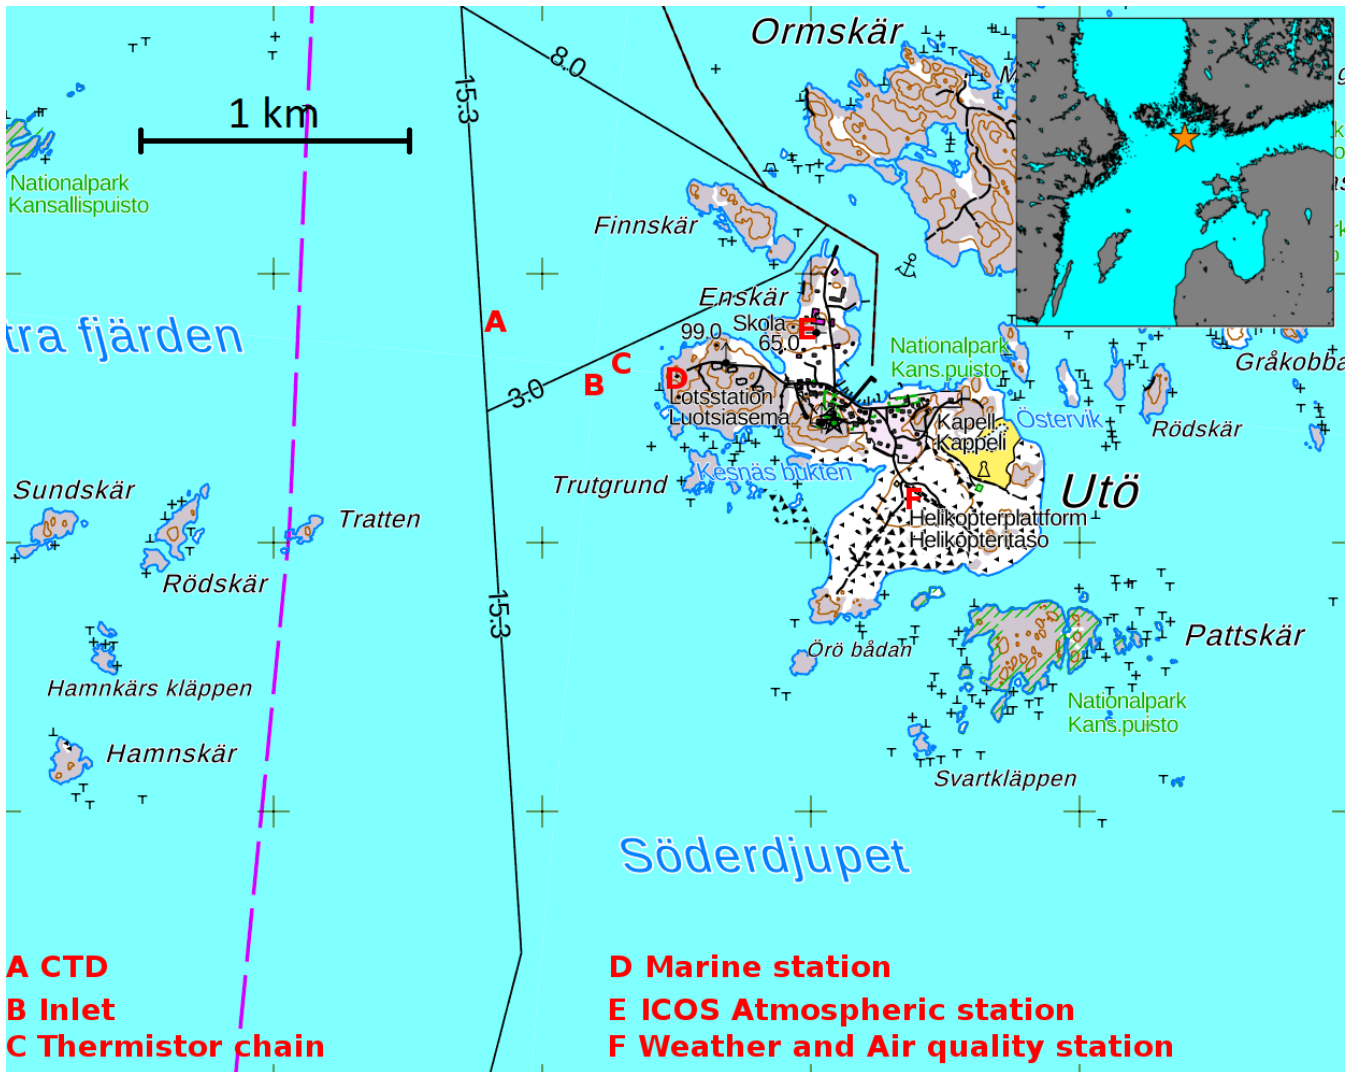 Ormskär
8.0
15.3
1 km
Nationalpark
Kansallispuisto
Finnskär
Enskär
A
99.0
Skola
65.0
E
tra fjärden
Nationalpark
Kans.puisto
Gråkobba
C
B
D
3.0
Lotsstation
Luotsiasema
Kapell
Kappeli
Östervik
Rödskär
Trutgrund
Kesnäs bukten
Utö
Sundskär
Tratten
F
Helikopterplattform
Helikopteritaso
Rödskär
15.3
Örö bådan
Pattskär
Hamnkärs kläppen
Nationalpark
Kans.puisto
Hamnskär
Svartkläppen
Söderdjupet
A CTD
B Inlet
C Thermistor chain
D Marine station
E ICOS Atmospheric station
F Weather and Air quality station